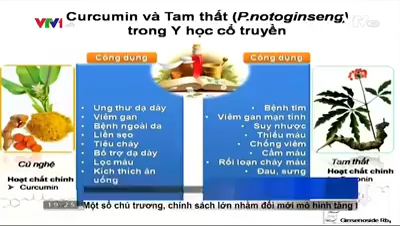 VTV1
Curcumin và Tam thất (P.notoginseng)
trong Y học cổ truyền
Công dụng
Công dụng
Ung thư dạ dày
Viêm gan
Bệnh ngoài da
Liền sẹo
Tiêu chảy
Bổ trợ dạ dày
Lọc máu
Kích thích ăn
uống
Bệnh tim
Viêm gan mạn tính
Suy nhược
Thiếu máu
Chống viêm
Cầm máu
Rối loạn chảy máu
Đau, sưng
Củ nghệ
Hoạt chất chính
Curcumin
Tam thất
Hoạt chất chính
19:25
Một số chủ trương, chính sách lớn nhằm đổi mới mô hình tăng
Ginsenoside Rb